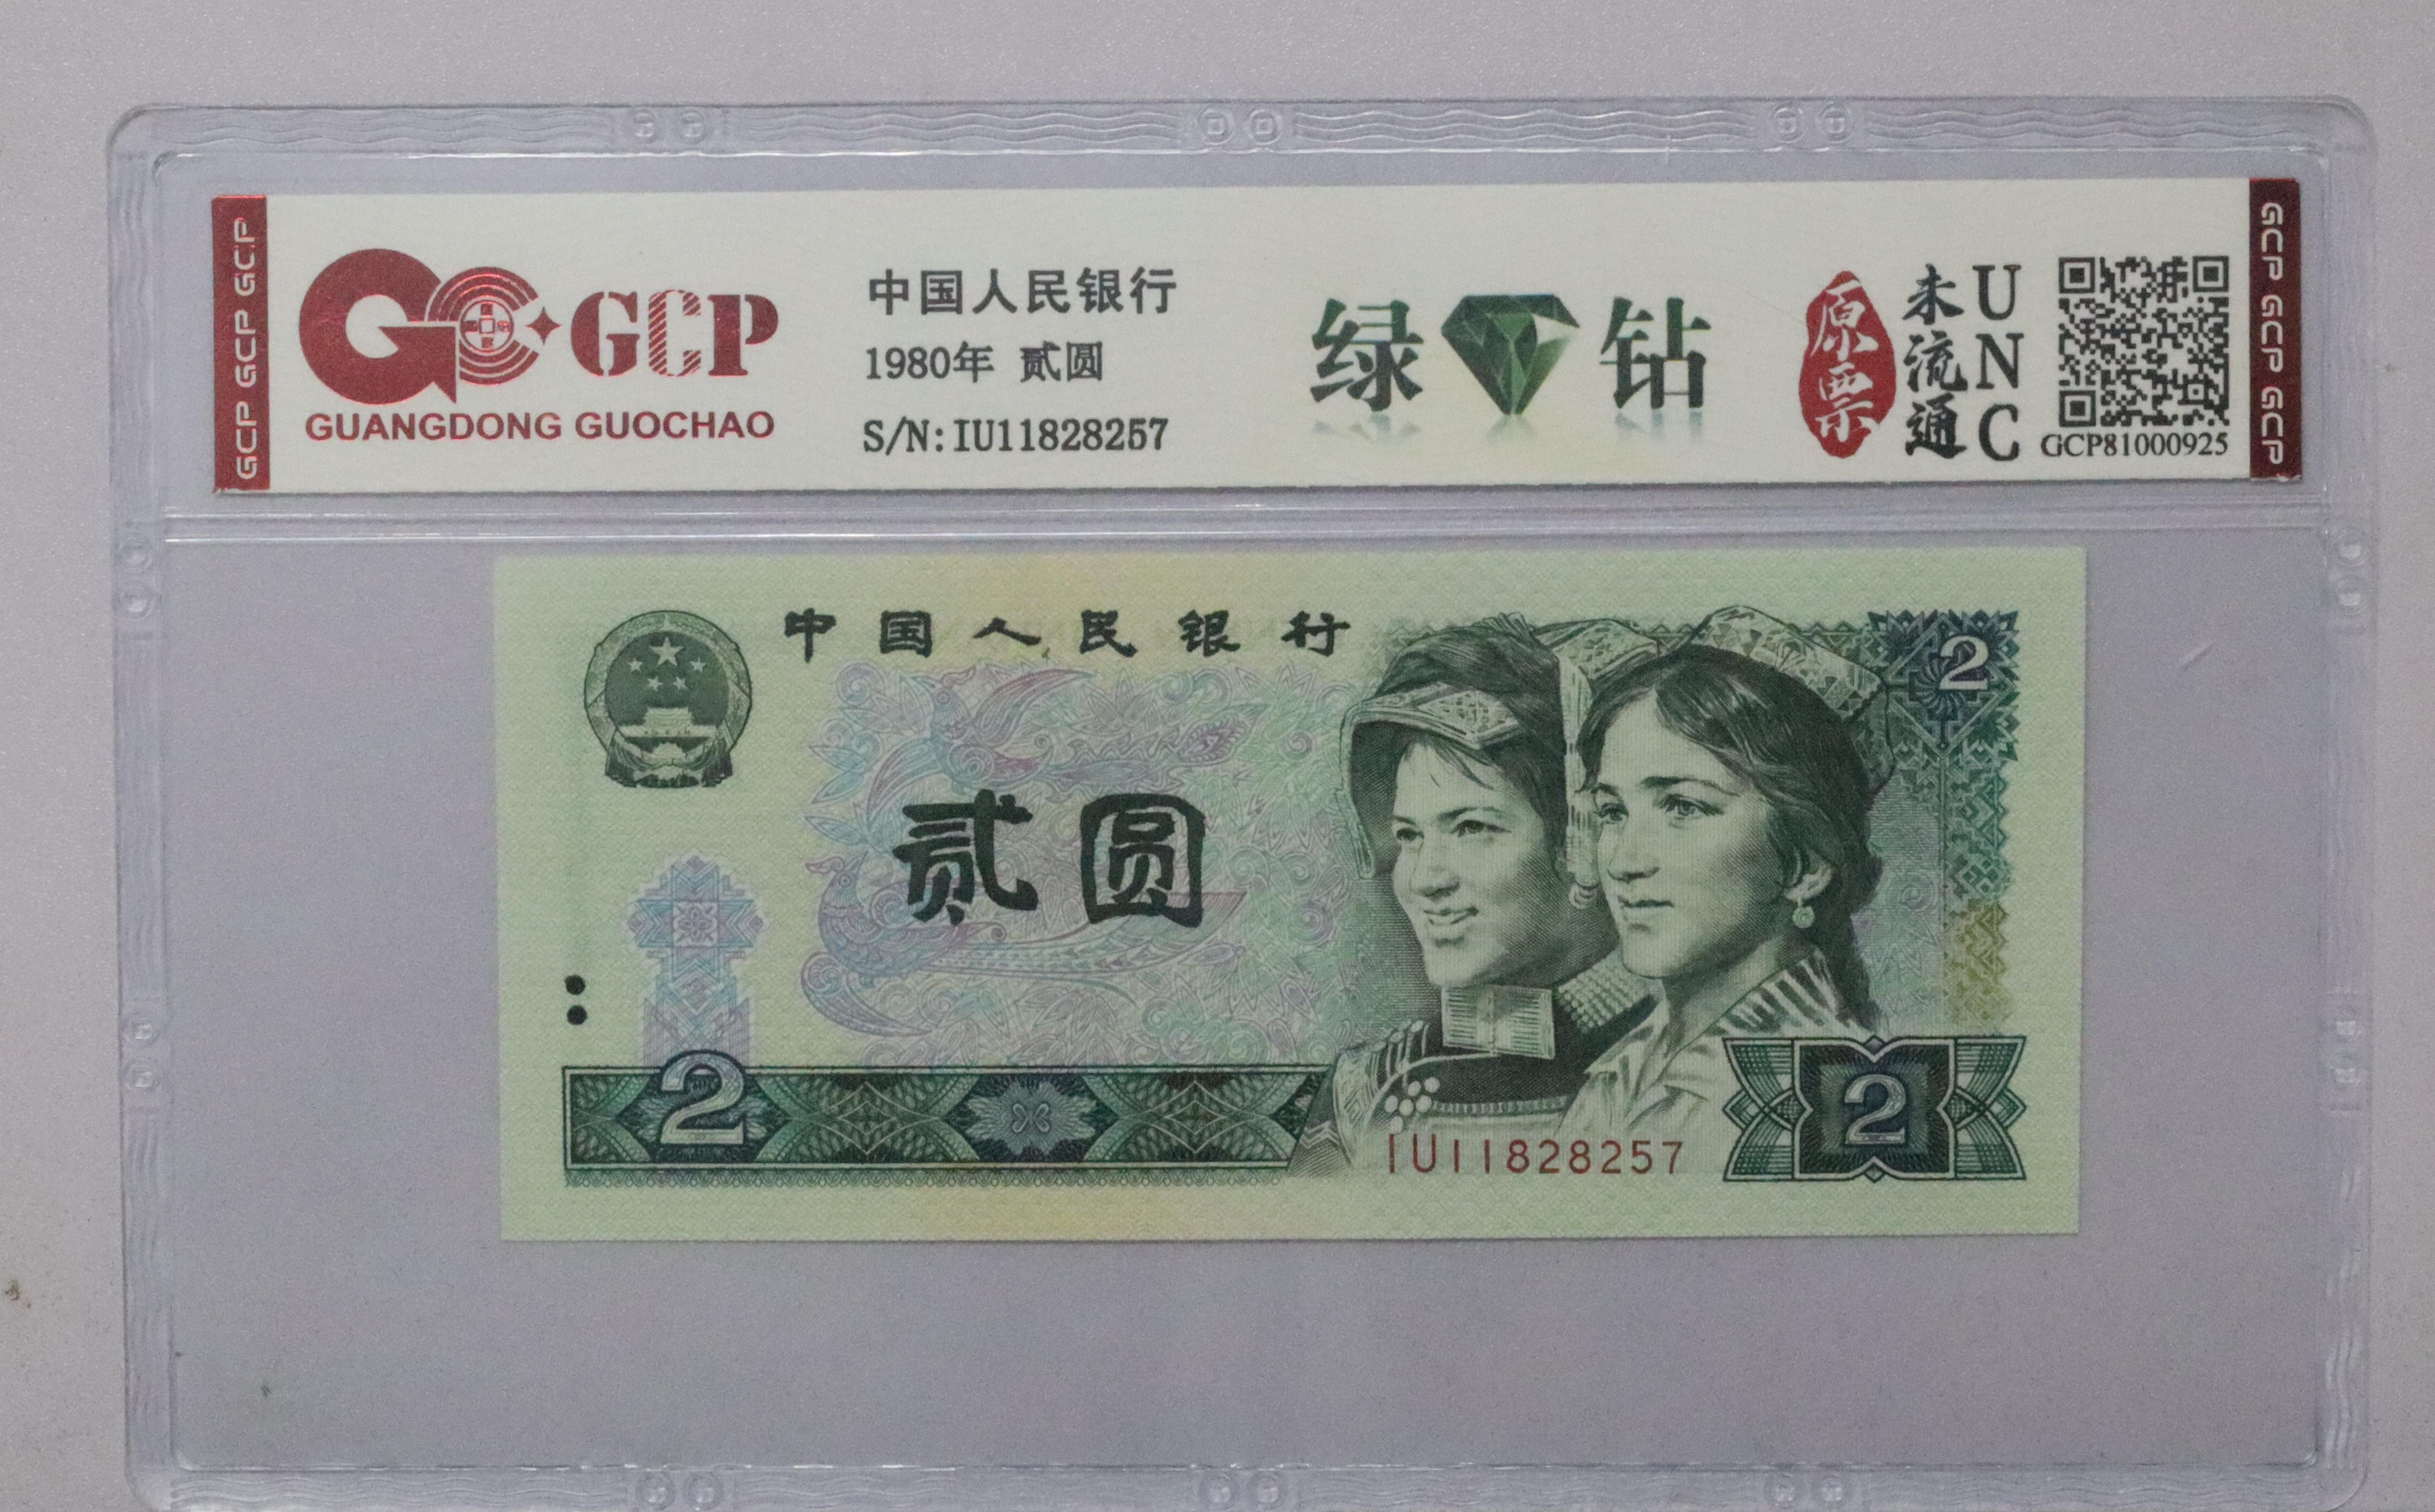 GCP GCP GCP
GCP
GUANGDONG GUOCHAO
中国人民银行
1980年 贰圆
S/N:IU11828257
绿钻
原票
未流通
UNC
GCP81000925
GCP GCP GCP
中国人民银行
2
贰圆
2
IU11828257
2